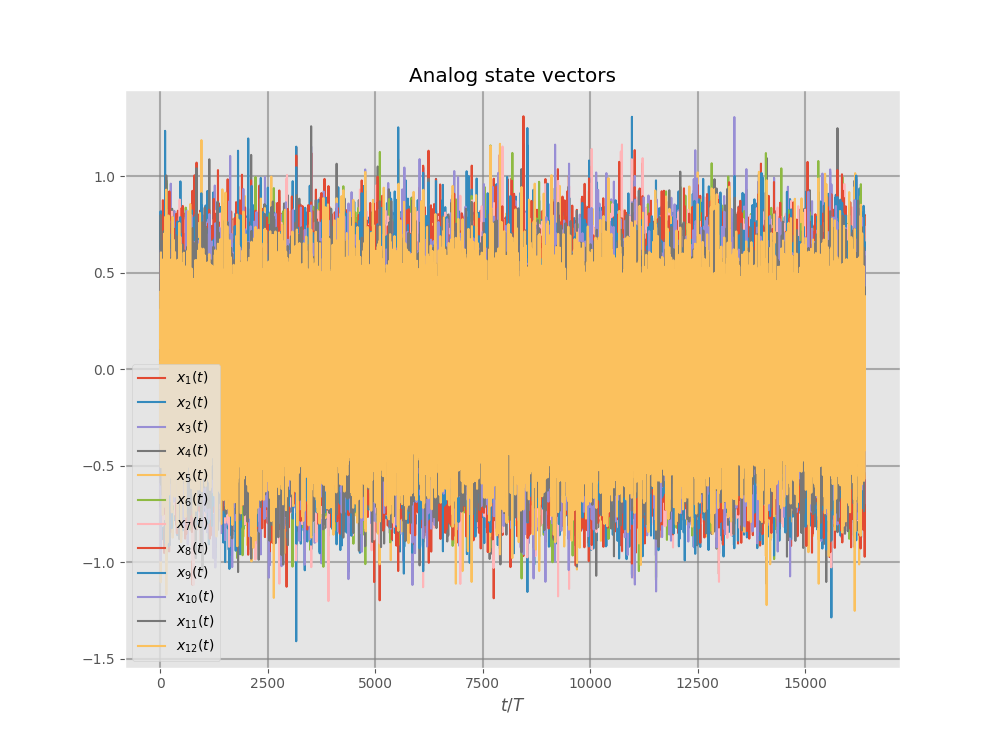 Analog state vectors
1.0
0.5
0.0
−0.5
−1.0
−1.5
x₁(t)
x₂(t)
x₃(t)
x₄(t)
x₅(t)
x₆(t)
x₇(t)
x₈(t)
x₉(t)
x₁₀(t)
x₁₁(t)
x₁₂(t)
0 2500 5000 7500 10000 12500 15000
t/T